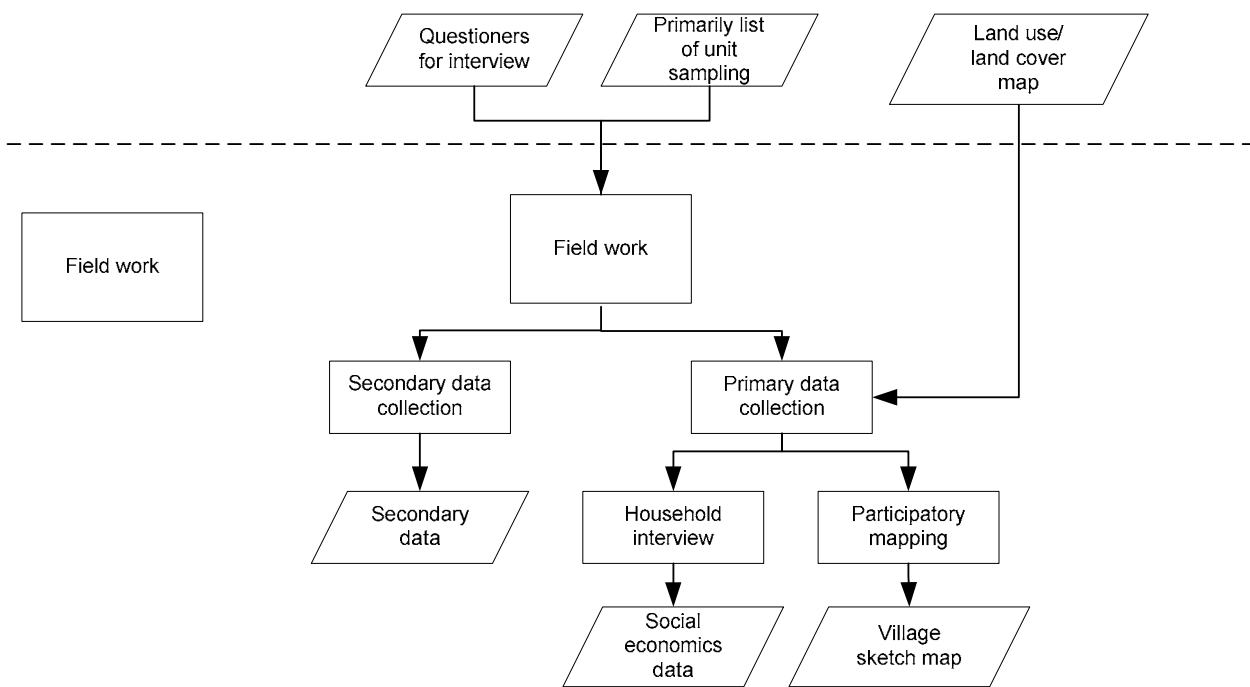 Questioners
for interview
Primarily list
of unit
sampling
Land use/
land cover
map
Field work
Field work
Secondary data
collection
Primary data
collection
Secondary
data
Household
interview
Participatory
mapping
Social
economics
data
Village
sketch map